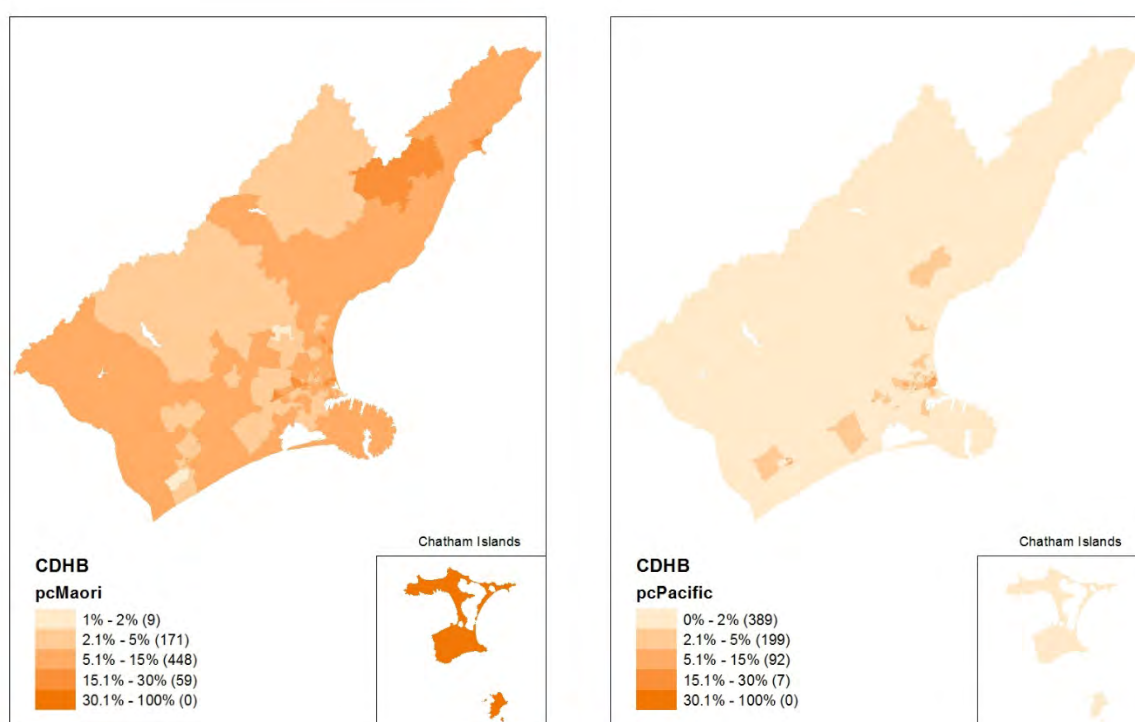 Chatham Islands
CDHB
pcMaori
1% - 2% (9)
2.1% - 5% (171)
5.1% - 15% (448)
15.1% - 30% (59)
30.1% - 100% (0)
Chatham Islands
CDHB
pcPacific
0% - 2% (389)
2.1% - 5% (199)
5.1% - 15% (92)
15.1% - 30% (7)
30.1% - 100% (0)